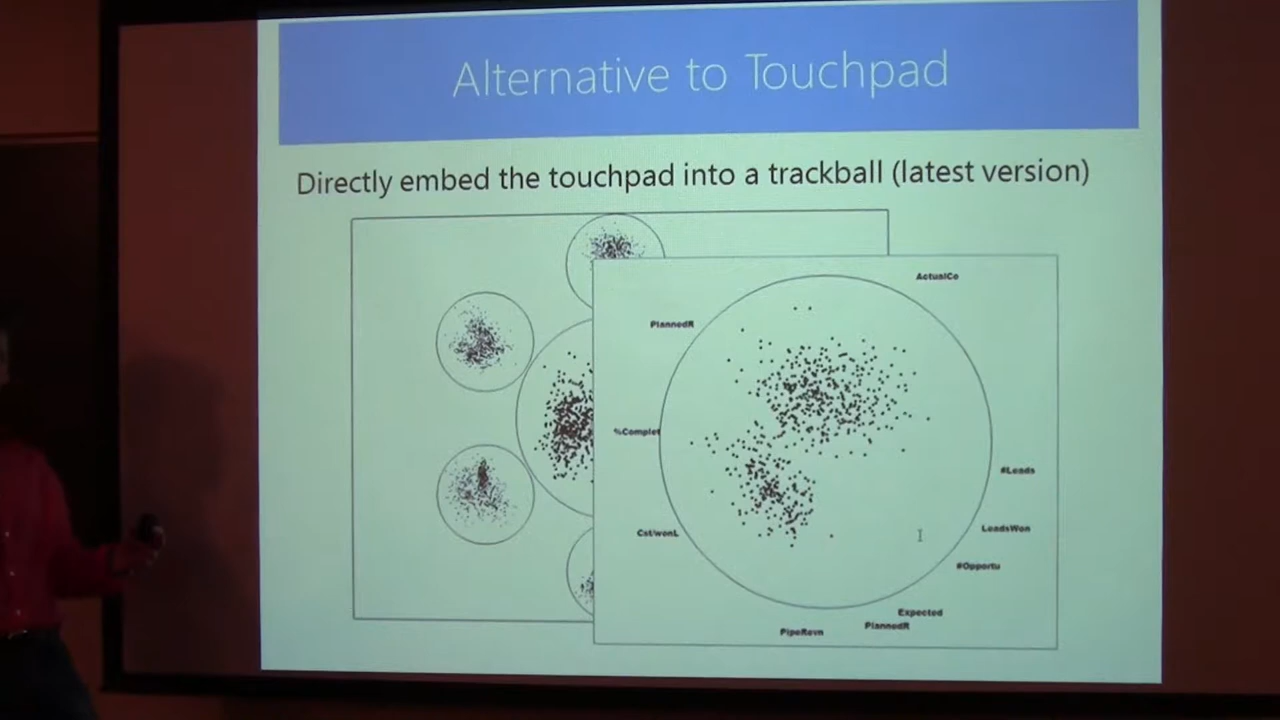 Alternative to Touchpad
Directly embed the touchpad into a trackball (latest version)
ActualCo
PlannedR
%Complet
#Leads
LeadsWon
Cst/wonL
#Opportu
Expected
PlannedR
PipeRevn